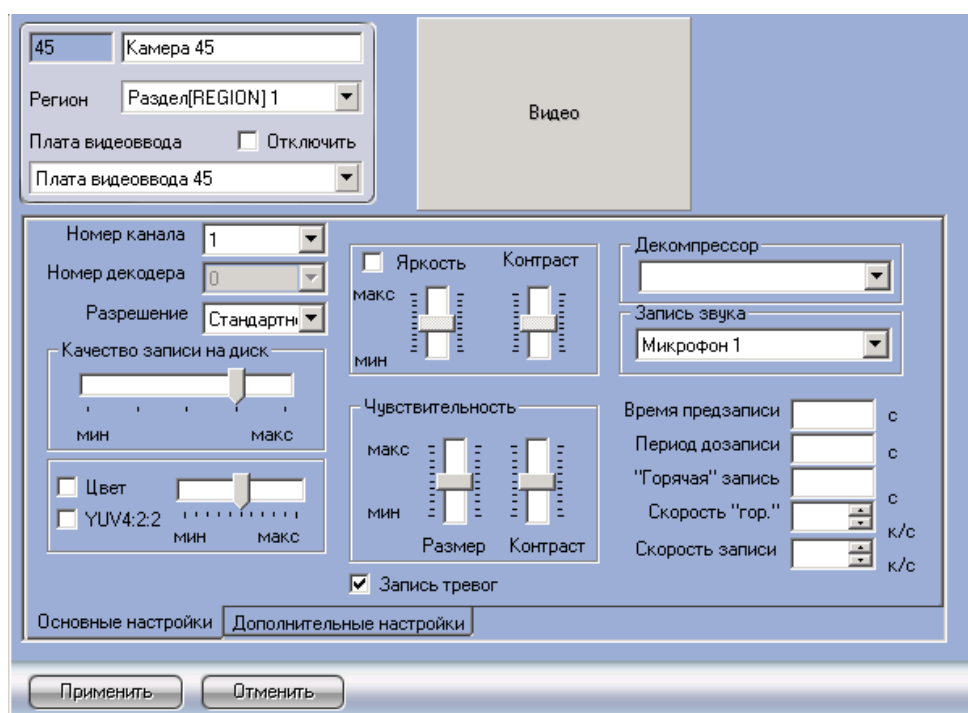 45
Камера 45
Регион
Раздел[REGION] 1
Плата видеоввода
Отключить
Плата видеоввода 45
Видео
Номер канала
1
Номер декодера
0
Разрешение
Стандартн
Качество записи на диск
мин
макс
Цвет
YUV4:2:2
мин
макс
Яркость
Контраст
макс
мин
Чувствительность
макс
мин
Размер
Контраст
Запись тревог
Декомпрессор
Запись звука
Микрофон 1
Время предзаписи
с
Период дозаписи
с
"Горячая" запись
с
Скорость "гор."
к/с
Скорость записи
к/с
Основные настройки
Дополнительные настройки
Применить
Отменить